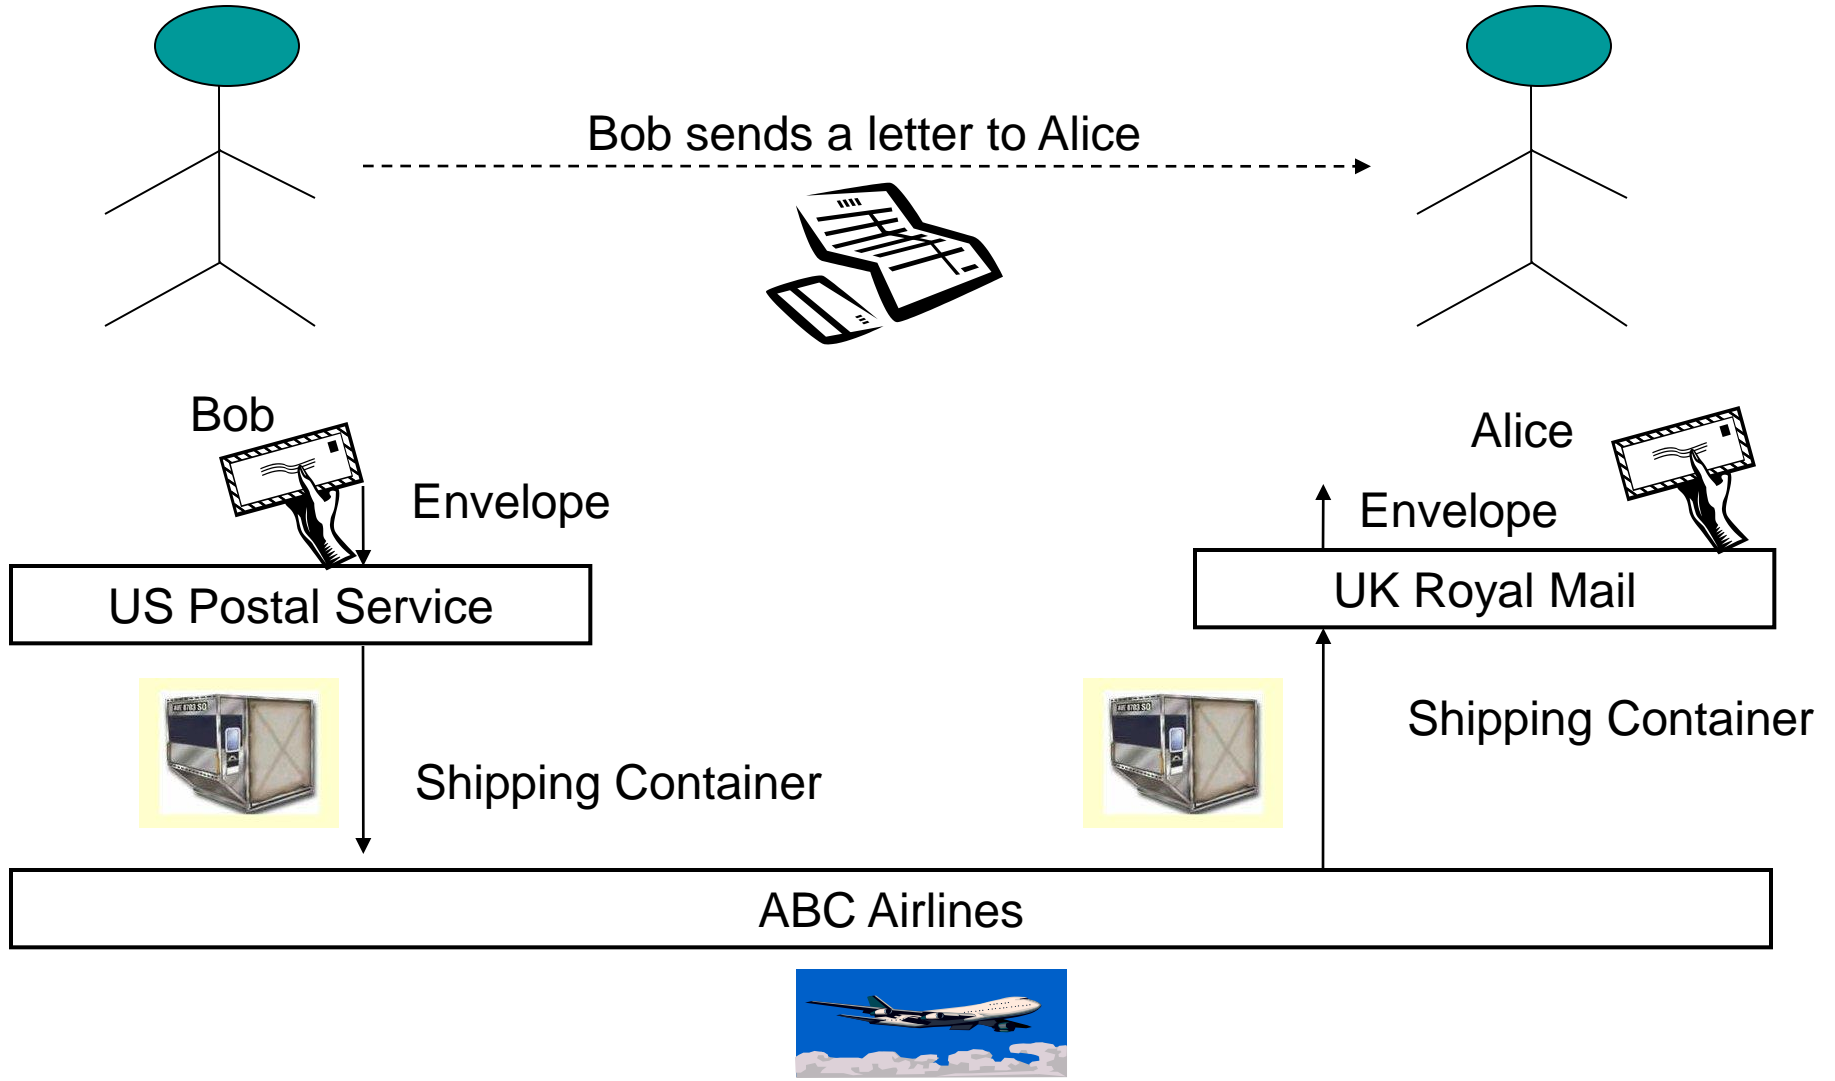 Bob sends a letter to Alice
Bob
Alice
Envelope
Envelope
US Postal Service
UK Royal Mail
Shipping Container
Shipping Container
ABC Airlines